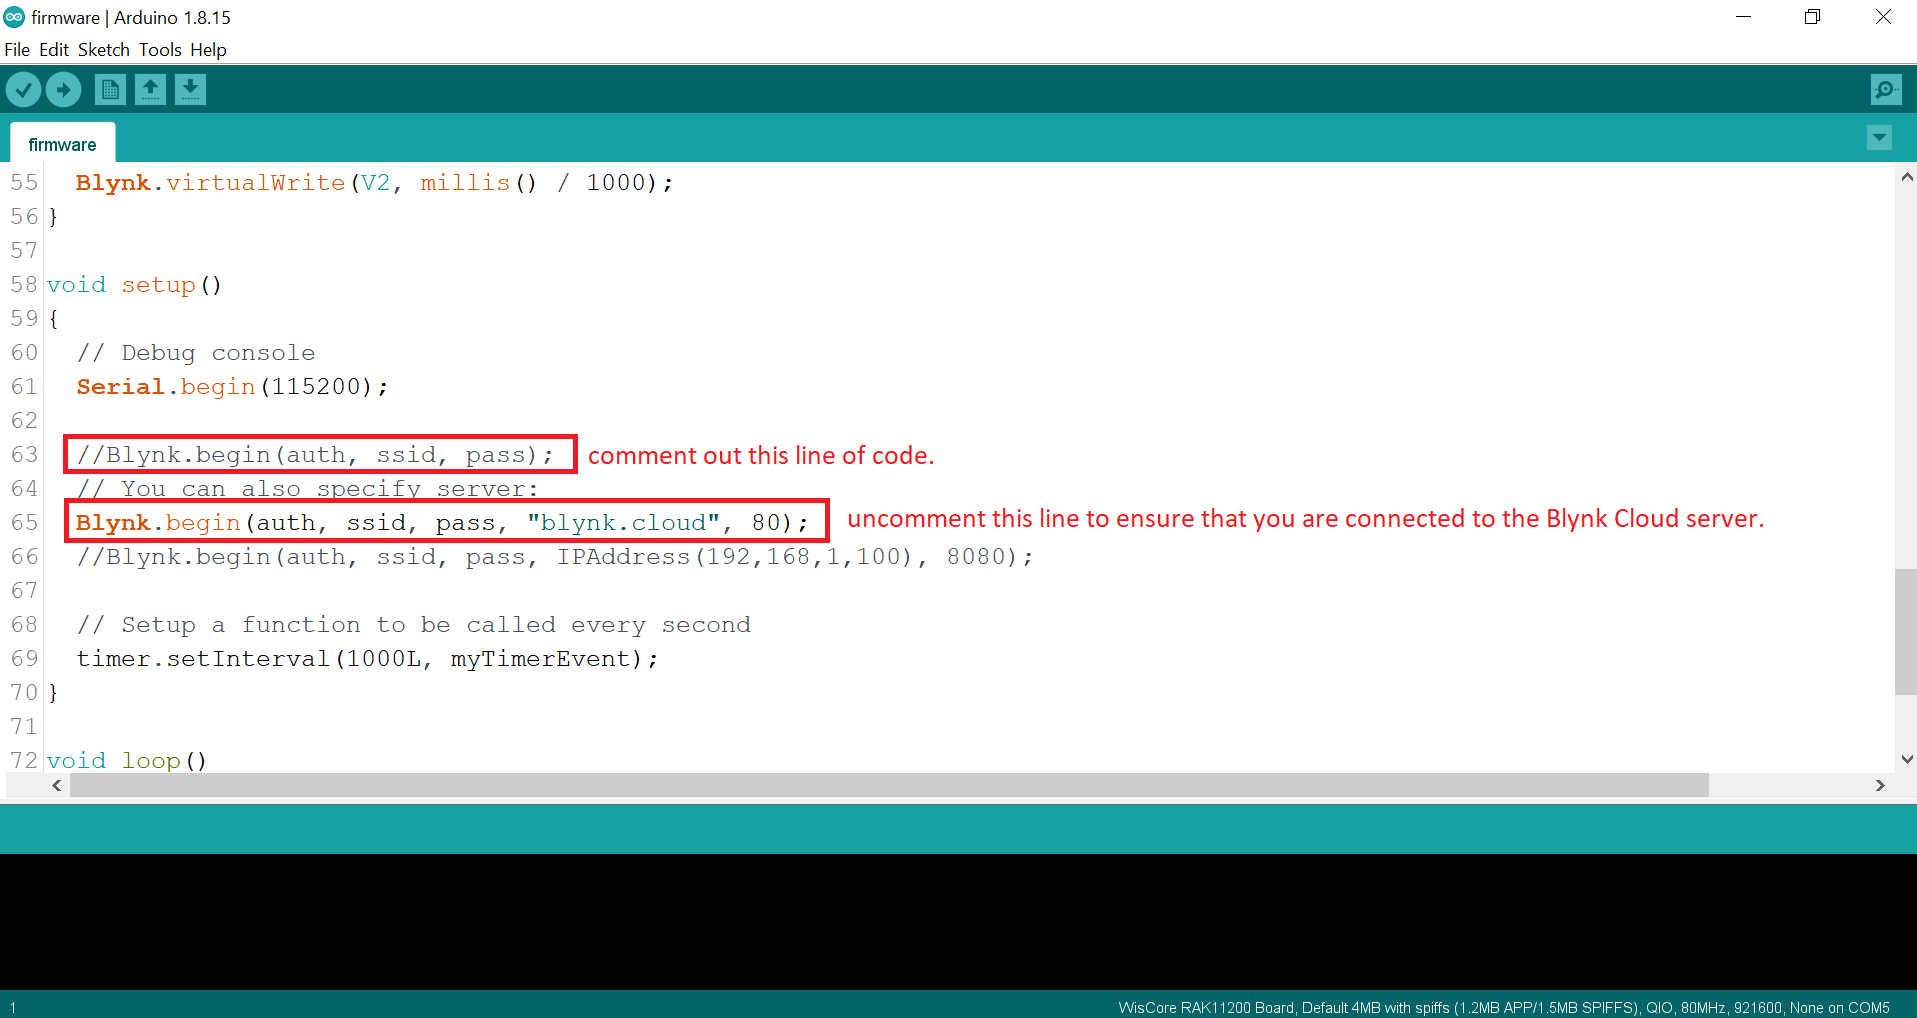 firmware | Arduino 1.8.15
File Edit Sketch Tools Help
firmware
55 Blynk.virtualWrite(V2, millis() / 1000);
56 }
57
58 void setup()
59 {
60 // Debug console
61 Serial.begin(115200);
62
63 //Blynk.begin(auth, ssid, pass); comment out this line of code.
64 // You can also specify server:
65 Blynk.begin(auth, ssid, pass, "blynk.cloud", 80); uncomment this line to ensure that you are connected to the Blynk Cloud server.
66 //Blynk.begin(auth, ssid, pass, IPAddress(192,168,1,100), 8080);
67
68 // Setup a function to be called every second
69 timer.setInterval(1000L, myTimerEvent);
70 }
71
72 void loop()
1 WisCore RAK11200 Board, Default 4MB with spiffs (1.2MB APP/1.5MB SPIFFS), QIO, 80MHz, 921600, None on COM5